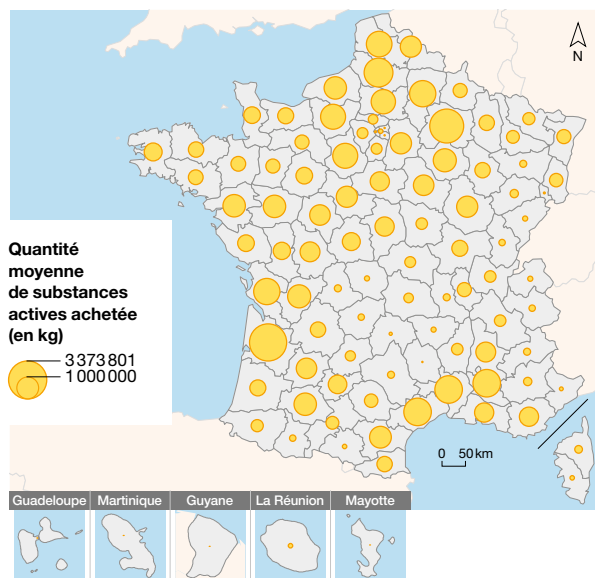 N
Quantité
moyenne
de substances
actives achetée
(en kg)
3 373 801
1 000 000
0 50 km
Guadeloupe
Martinique
Guyane
La Réunion
Mayotte